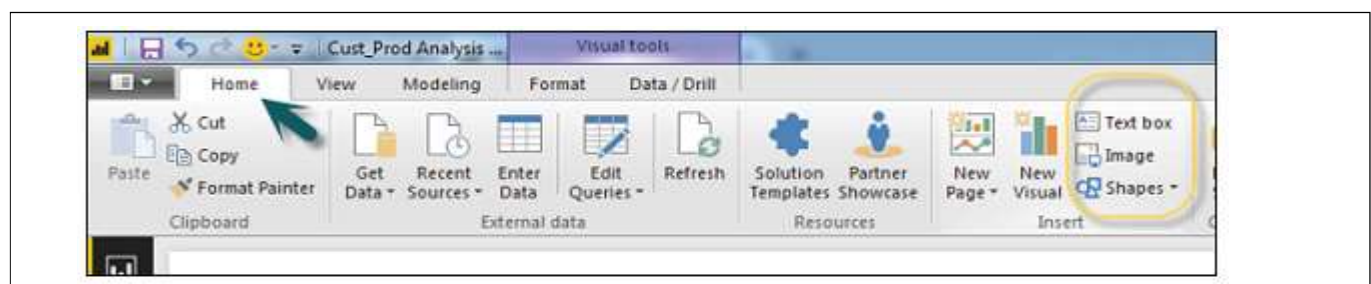 Cust_Prod Analysis ... Visual tools
Home View Modeling Format Data / Drill
Cut Text box
Copy Image
Paste Get Recent Enter Edit Refresh Solution Partner New New
Format Painter Data Sources Data Queries Templates Showcase Page Visual Shapes
Clipboard External data Resources Insert